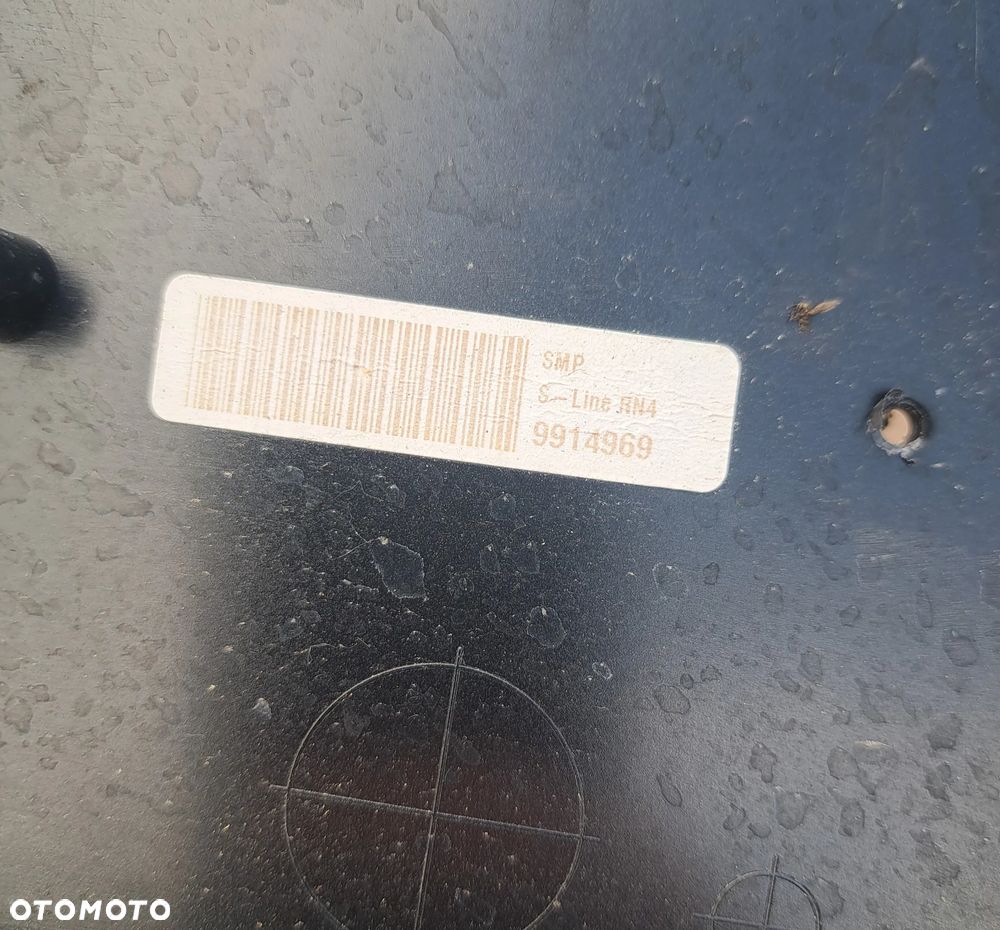 SMP
S-Line RN4
9914969
OTOMOTO